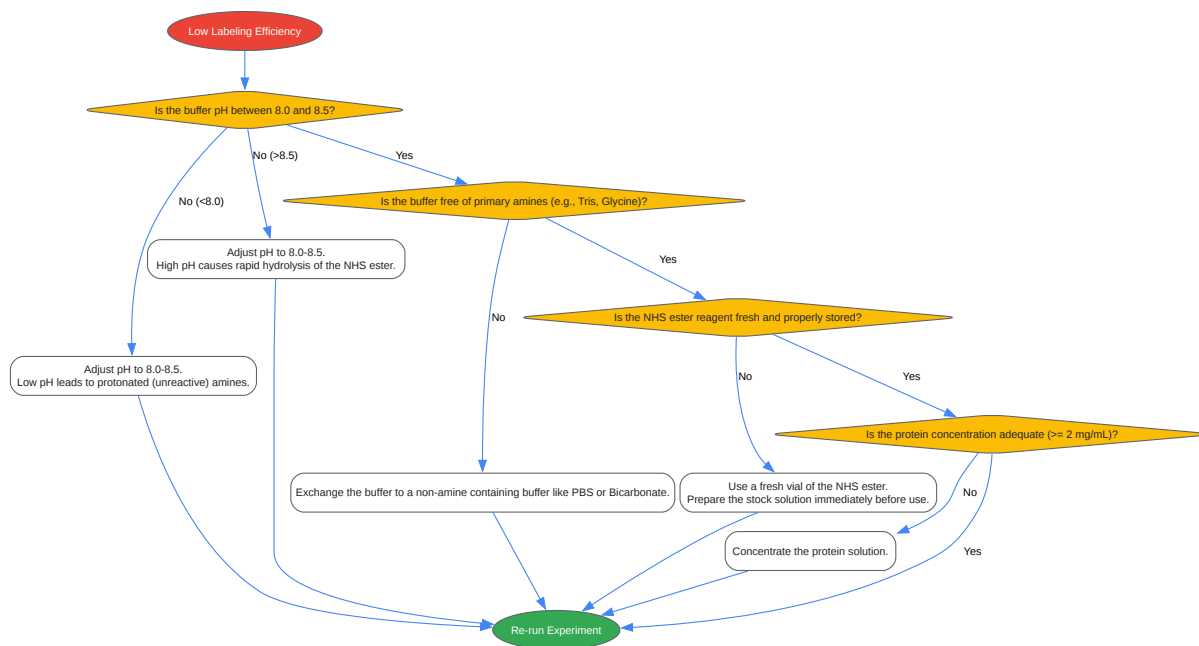 Low Labeling Efficiency
Is the buffer pH between 8.0 and 8.5?
No (>8.5)
Yes
No (<8.0)
Is the buffer free of primary amines (e.g., Tris, Glycine)?
Adjust pH to 8.0-8.5.
High pH causes rapid hydrolysis of the NHS ester.
Yes
No
Is the NHS ester reagent fresh and properly stored?
Adjust pH to 8.0-8.5.
Low pH leads to protonated (unreactive) amines.
No
Yes
Is the protein concentration adequate (>= 2 mg/mL)?
Exchange the buffer to a non-amine containing buffer like PBS or Bicarbonate.
Use a fresh vial of the NHS ester.
Prepare the stock solution immediately before use.
No
Concentrate the protein solution.
Yes
Re-run Experiment